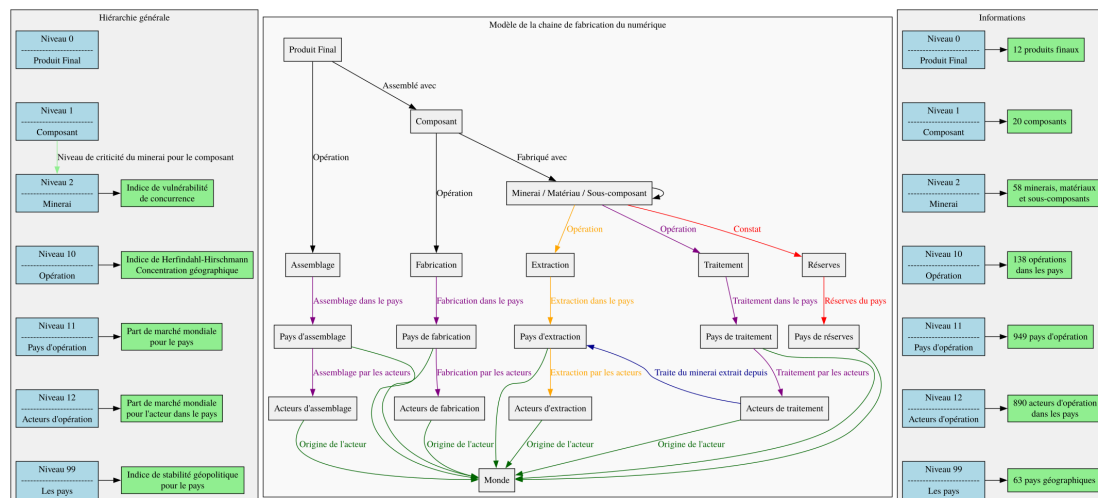 Hiérarchie générale
Niveau 0
--------------------
Produit Final
Niveau 1
--------------------
Composant
Niveau de criticité du minerai pour le composant
Niveau 2
--------------------
Minerai
Indice de vulnérabilité
de concurrence
Niveau 10
--------------------
Opération
Indice de Herfindahl-Hirschmann
Concentration géographique
Niveau 11
--------------------
Pays d'opération
Part de marché mondiale
pour le pays
Niveau 12
--------------------
Acteurs d'opération
Part de marché mondiale
pour l'acteur dans le pays
Niveau 99
--------------------
Les pays
Indice de stabilité géopolitique
pour le pays
Modèle de la chaine de fabrication du numérique
Produit Final
Assemblé avec
Composant
Opération
Opération
Fabriqué avec
Minerai / Matériau / Sous-composant
Opération
Opération
Constat
Assemblage
Fabrication
Extraction
Traitement
Réserves
Assemblage dans le pays
Fabrication dans le pays
Extraction dans le pays
Traitement dans le pays
Réserves du pays
Pays d'assemblage
Pays de fabrication
Pays d'extraction
Pays de traitement
Pays de réserves
Assemblage par les acteurs
Fabrication par les acteurs
Extraction par les acteurs
Traite du minerai extrait depuis
Traitement par les acteurs
Acteurs d'assemblage
Acteurs de fabrication
Acteurs d'extraction
Acteurs de traitement
Origine de l'acteur
Origine de l'acteur
Origine de l'acteur
Origine de l'acteur
Monde
Informations
Niveau 0
--------------------
Produit Final
12 produits finaux
Niveau 1
--------------------
Composant
20 composants
Niveau 2
--------------------
Minerai
58 minerais, matériaux
et sous-composants
Niveau 10
--------------------
Opération
138 opérations
dans les pays
Niveau 11
--------------------
Pays d'opération
949 pays d'opération
Niveau 12
--------------------
Acteurs d'opération
890 acteurs d'opération
dans les pays
Niveau 99
--------------------
Les pays
63 pays géographiques